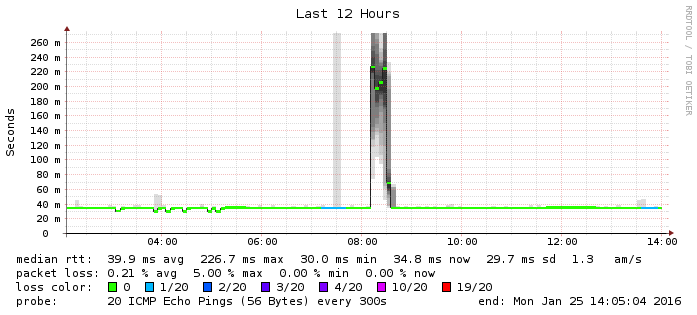 Last 12 Hours
RRDTOOL / TOBI OETIKER
Seconds
260 m
240 m
220 m
200 m
180 m
160 m
140 m
120 m
100 m
80 m
60 m
40 m
20 m
0
04:00 06:00 08:00 10:00 12:00 14:00
median rtt: 39.9 ms avg 226.7 ms max 30.0 ms min 34.8 ms now 29.7 ms sd 1.3 am/s
packet loss: 0.21 % avg 5.00 % max 0.00 % min 0.00 % now
loss color: 0 1/20 2/20 3/20 4/20 10/20 19/20
probe: 20 ICMP Echo Pings (56 Bytes) every 300s end: Mon Jan 25 14:05:04 2016